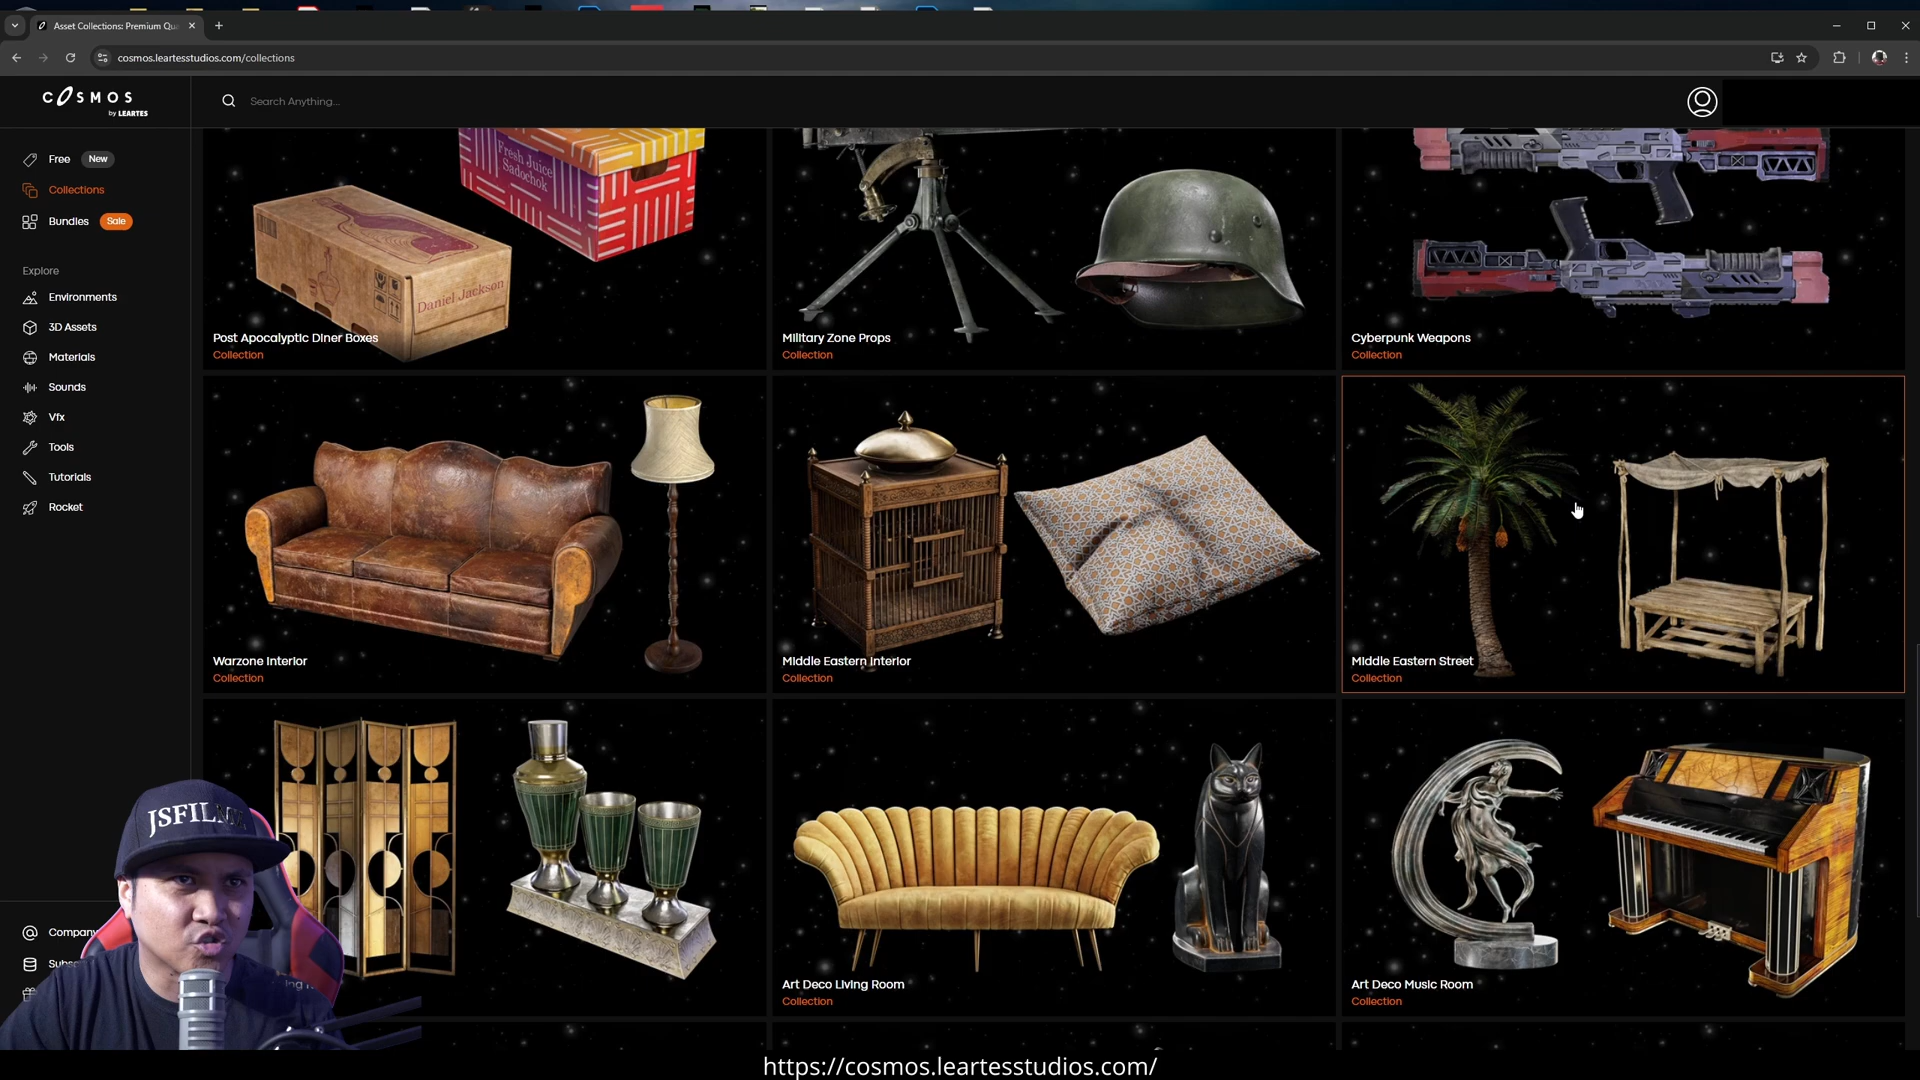 Asset Collections: Premium Qua
cosmos.leartesstudios.com/collections
COSMOS
by LEARTES
Search Anything...
Free
New
Collections
Bundles
Sale
Explore
Environments
3D Assets
Materials
Sounds
Vfx
Tools
Tutorials
Rocket
Company
Fresh Juice
Sadochok
Daniel Jackson
Post Apocalyptic Diner Boxes
Collection
Military Zone Props
Collection
Cyberpunk Weapons
Collection
Warzone Interior
Collection
Middle Eastern Interior
Collection
Middle Eastern Street
Collection
Art Deco Living Room
Collection
Art Deco Music Room
Collection
https://cosmos.leartesstudios.com/